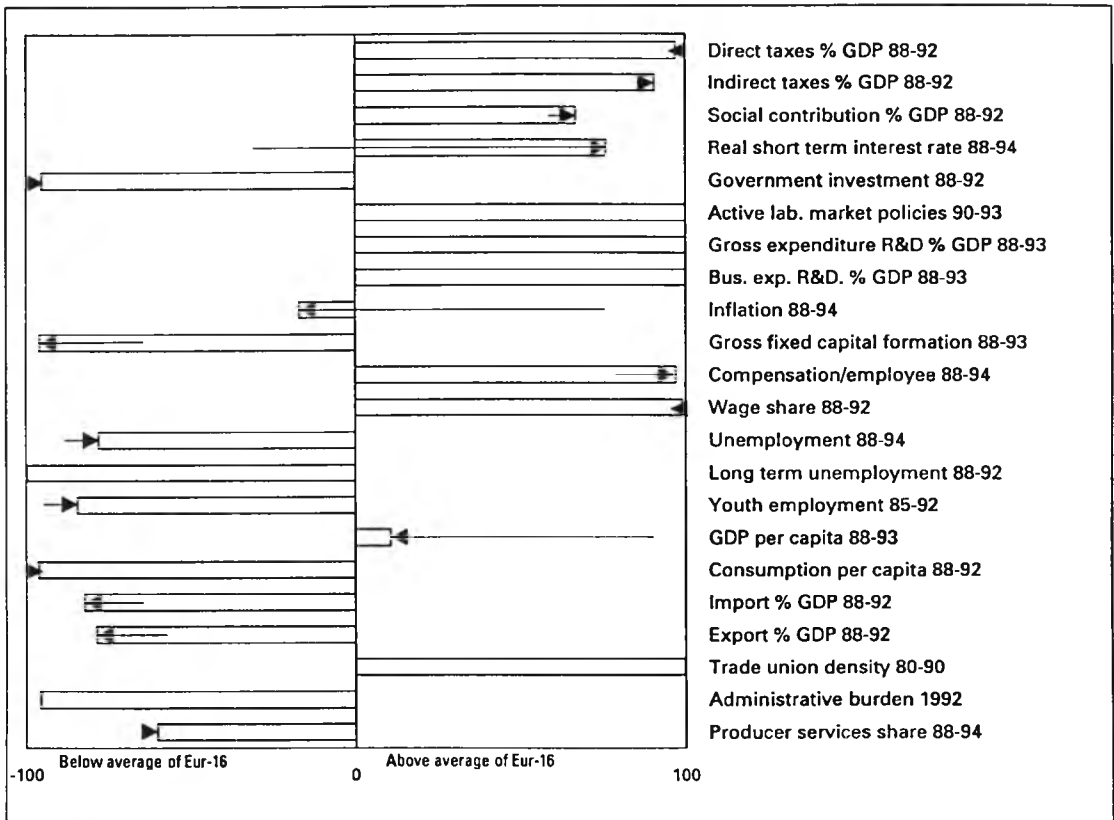 Direct taxes % GDP 88-92
Indirect taxes % GDP 88-92
Social contribution % GDP 88-92
Real short term interest rate 88-94
Government investment 88-92
Active lab. market policies 90-93
Gross expenditure R&D % GDP 88-93
Bus. exp. R&D. % GDP 88-93
Inflation 88-94
Gross fixed capital formation 88-93
Compensation/employee 88-94
Wage share 88-92
Unemployment 88-94
Long term unemployment 88-92
Youth employment 85-92
GDP per capita 88-93
Consumption per capita 88-92
Import % GDP 88-92
Export % GDP 88-92
Trade union density 80-90
Administrative burden 1992
Producer services share 88-94
Below average of Eur-16 Above average of Eur-16
-100 0 100